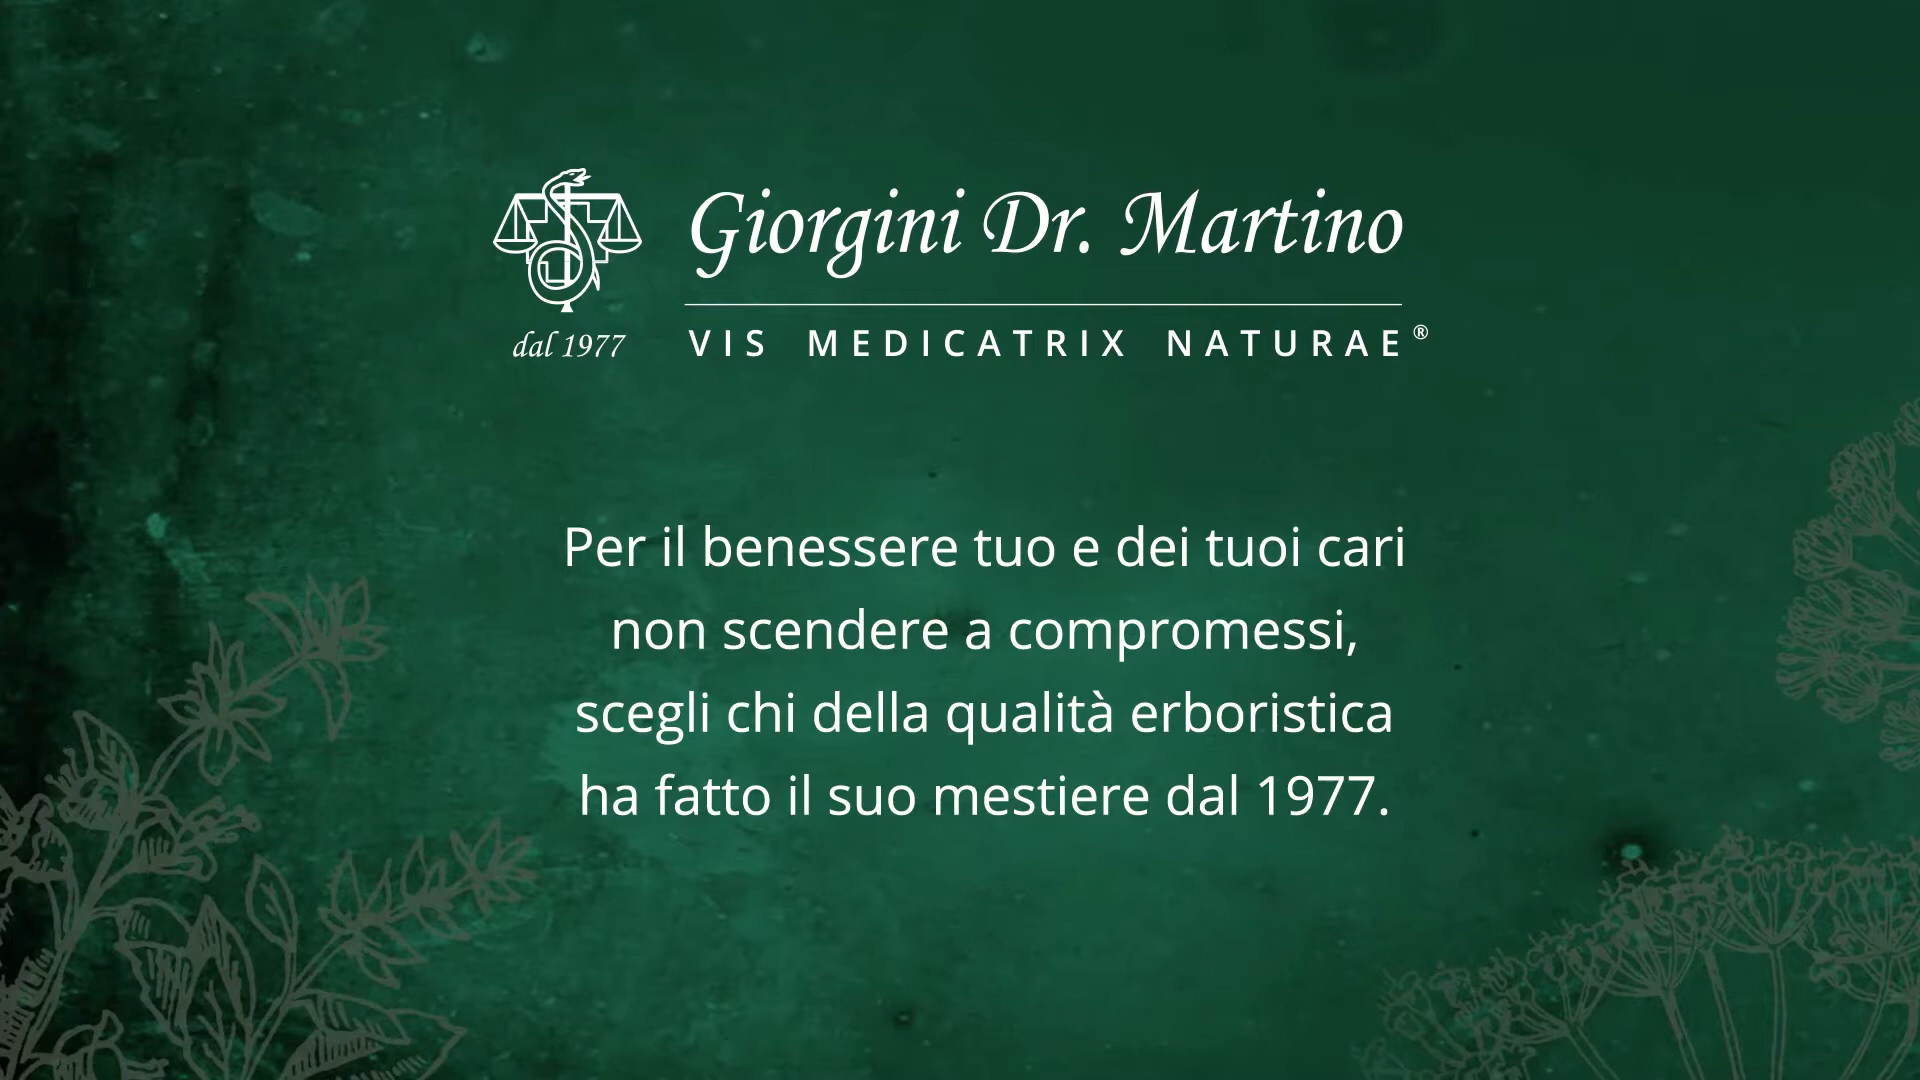 Giorgini Dr. Martino
dal 1977
VIS MEDICATRIX NATURAE®
Per il benessere tuo e dei tuoi cari
non scendere a compromessi,
scegli chi della qualità erboristica
ha fatto il suo mestiere dal 1977.